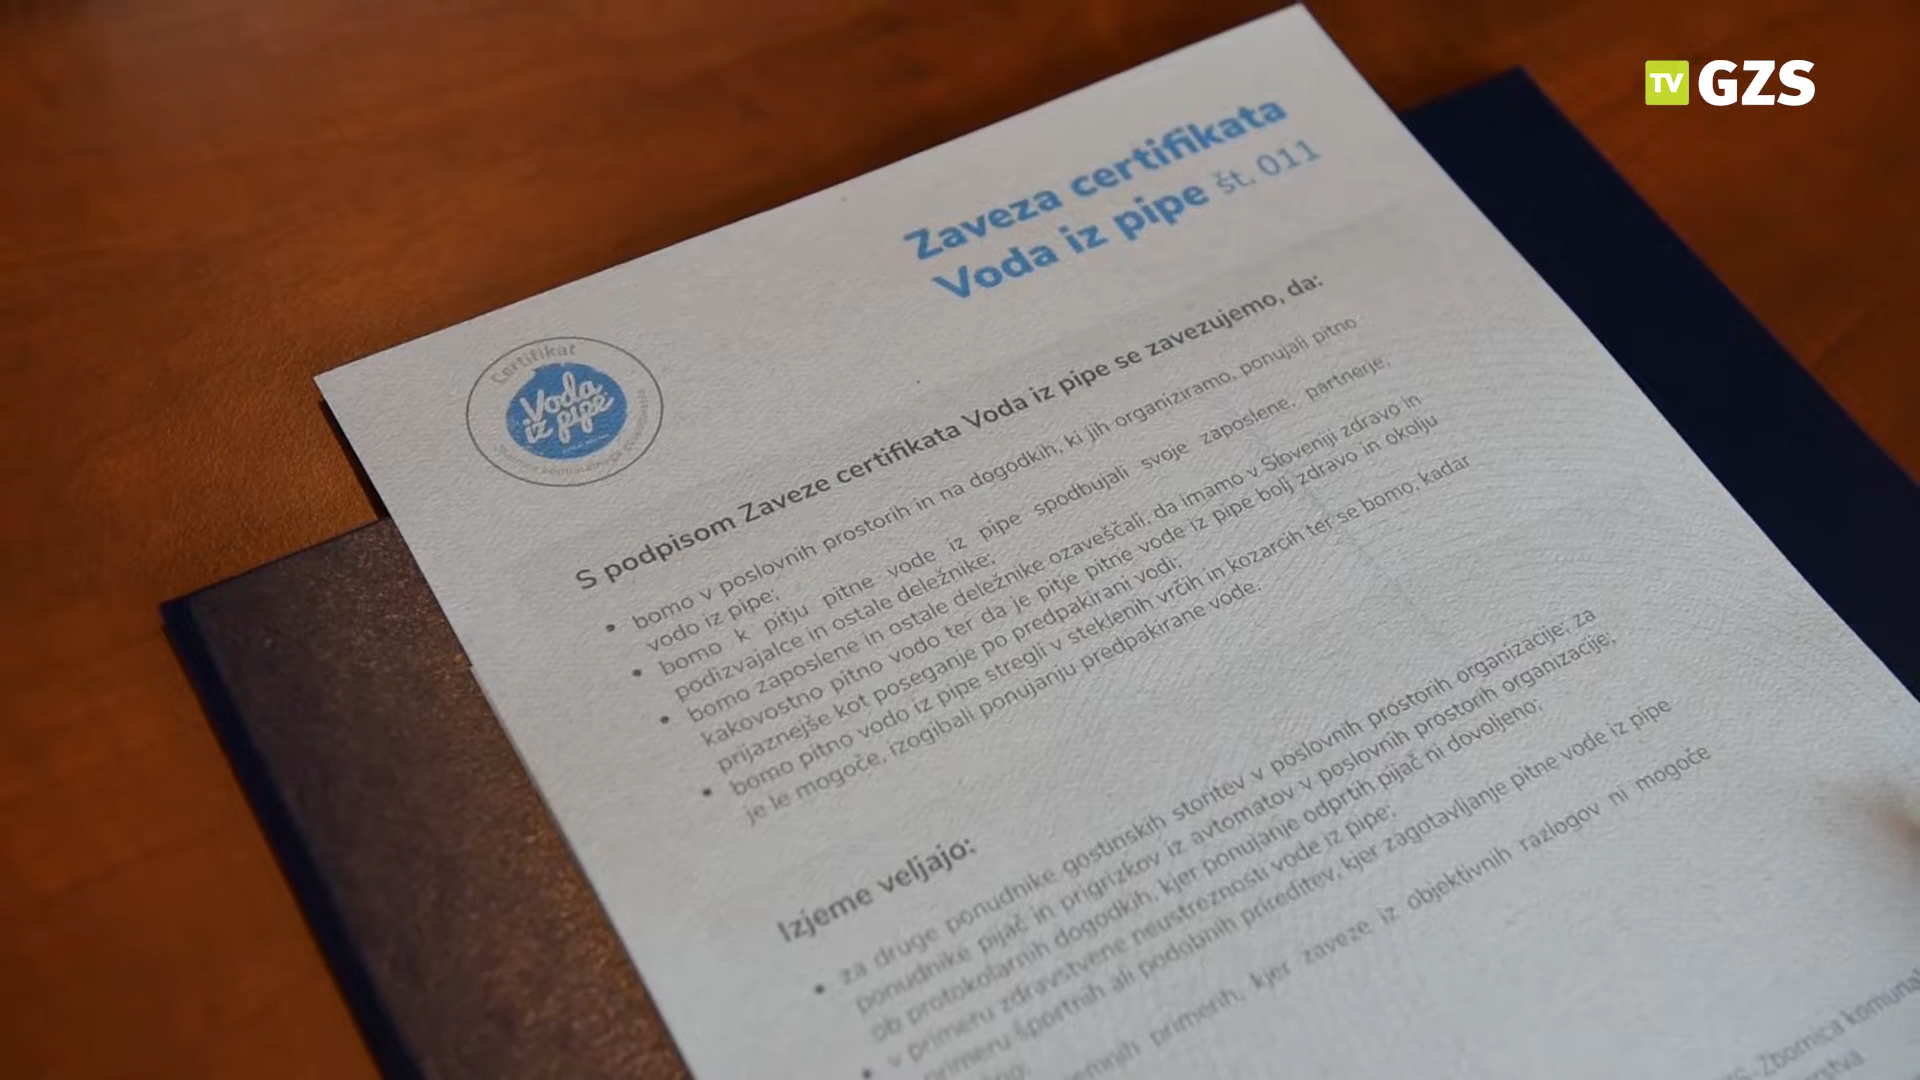 TV GZS
Zaveza certifikata
Voda iz pipe št. 011
Certifikat
Voda
iz pipe
S podpisom Zaveze certifikata Voda iz pipe se zavezujemo, da:
• bomo v poslovnih prostorih in na dogodkih, ki jih organiziramo, ponujali pitno
vodo iz pipe;
• bomo k pitju pitne vode iz pipe spodbujali svoje zaposlene, partnerje,
podizvajalce in ostale deležnike;
• bomo zaposlene in ostale deležnike ozaveščali, da imamo v Sloveniji zdravo in
kakovostno pitno vodo ter da je pitje pitne vode iz pipe bolj zdravo in okolju
prijaznejše kot poseganje po predpakirani vodi;
• bomo pitno vodo iz pipe stregli v steklenih vrčih in kozarcih ter se bomo, kadar
je le mogoče, izogibali ponujanju predpakirane vode.
Izjeme veljajo:
• za druge ponudnike gostinskih storitev v poslovnih prostorih organizacije; za
ponudnike pijač in prigrizkov iz avtomatov v poslovnih prostorih organizacije;
ob protokolarnih dogodkih, kjer ponujanje odprtih pijač ni dovoljeno;
• v primeru zdravstvene neustreznosti vode iz pipe;
primeru športnih ali podobnih prireditev, kjer zagotavljanje pitne vode iz pipe
primerih, kjer zaveze iz objektivnih razlogov ni mogoče
Zbornica